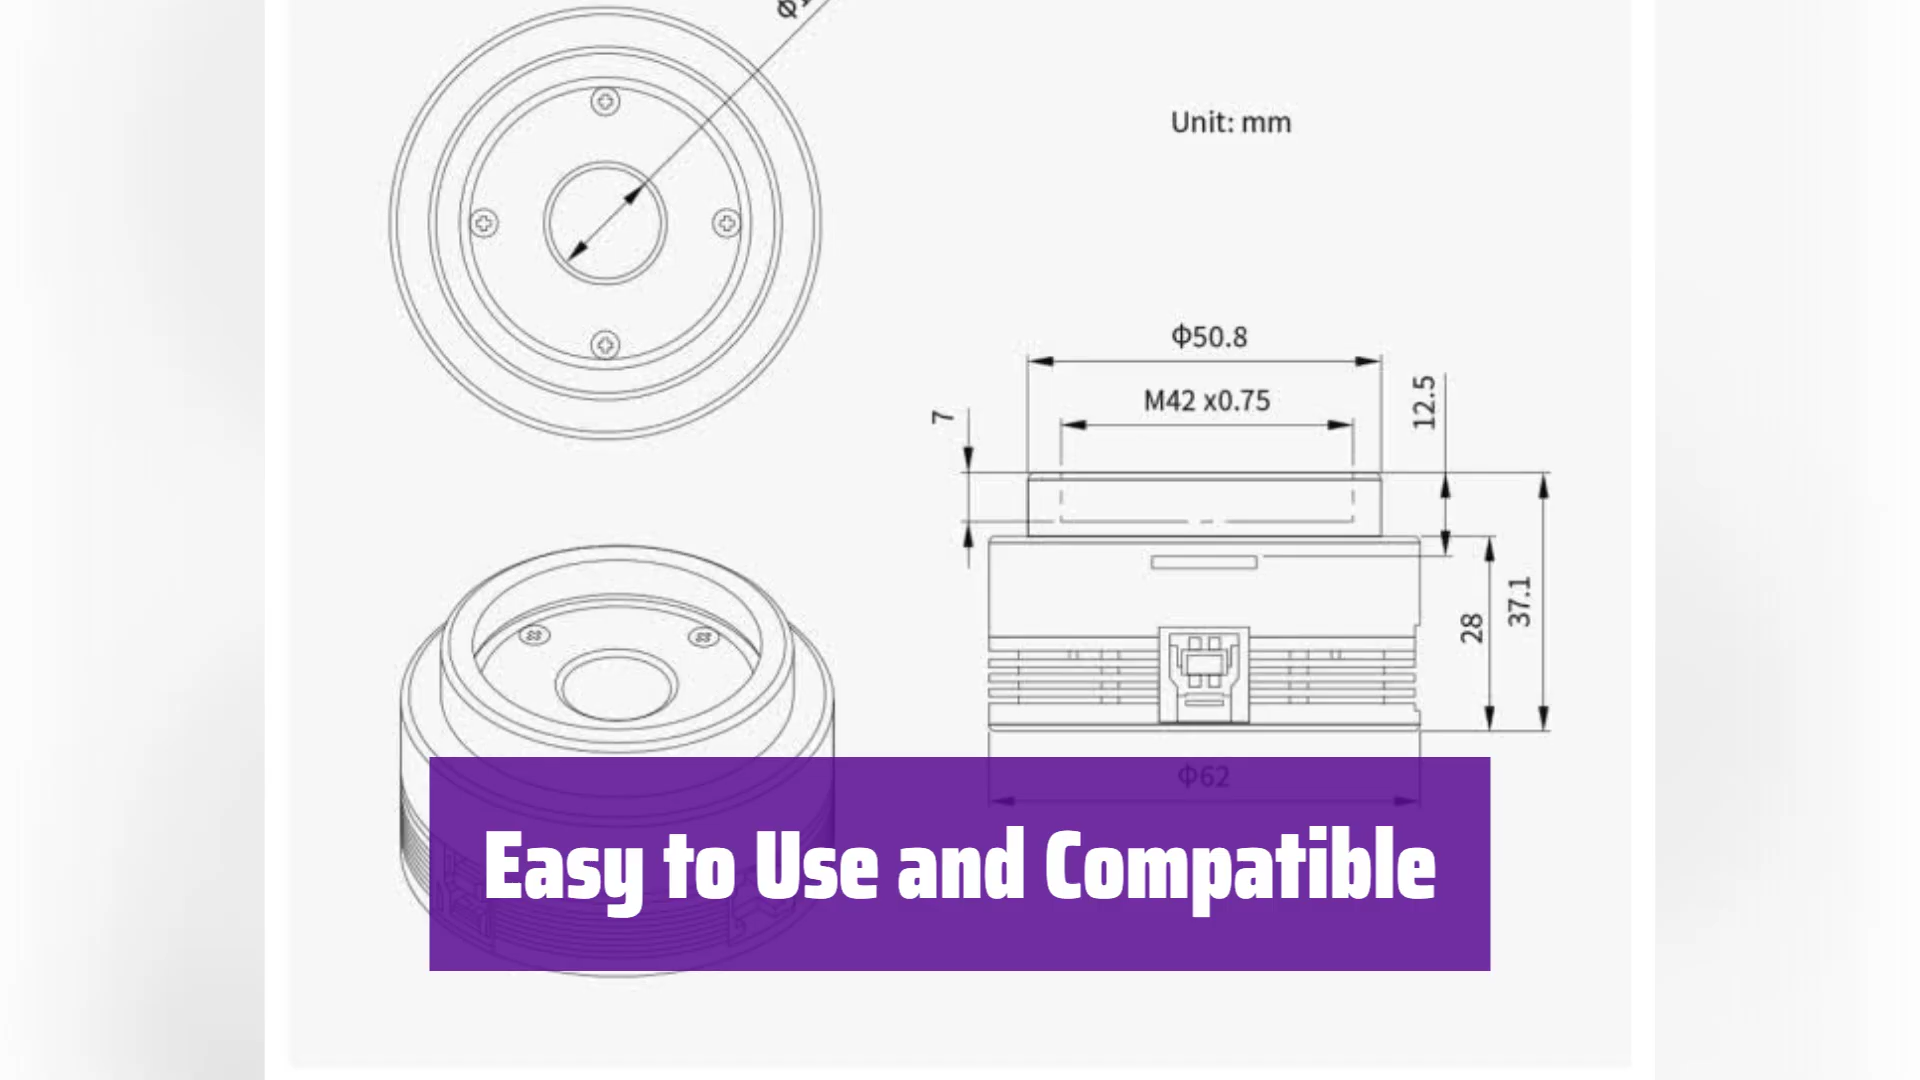 Unit: mm
Φ50.8
M42 x0.75
7
12.5
28
37.1
Φ62
Easy to Use and Compatible